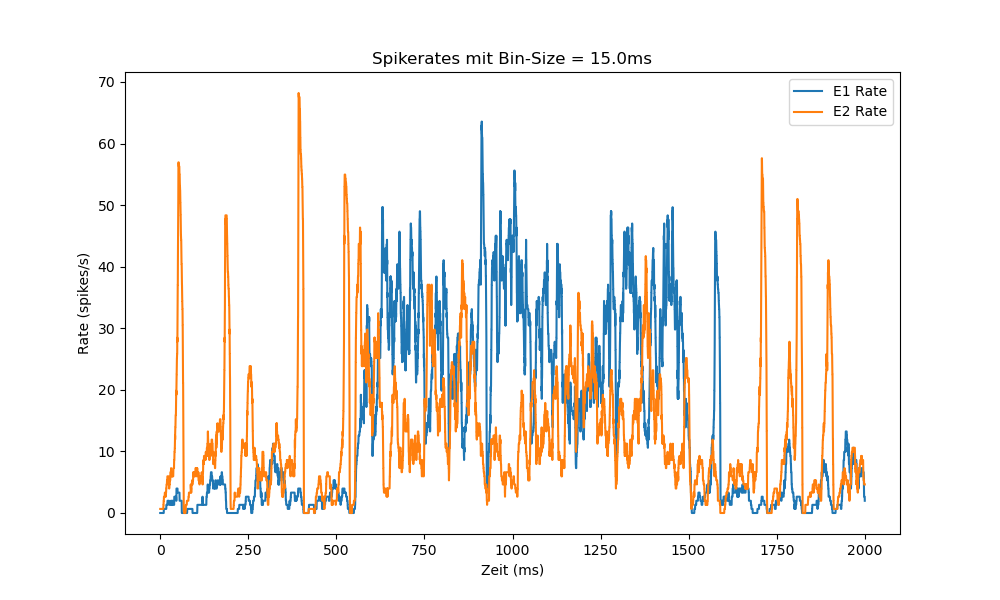 Spikerates mit Bin-Size = 15.0ms
E1 Rate
E2 Rate
70
60
50
40
30
20
10
0
Rate (spikes/s)
0 250 500 750 1000 1250 1500 1750 2000
Zeit (ms)